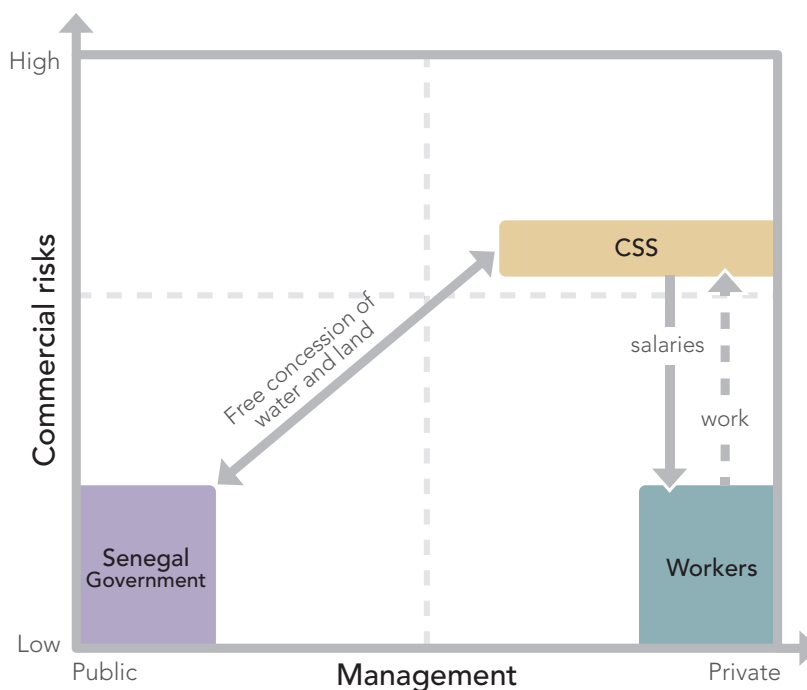 High
CSS
Commercial risks
Free concession of
water and land
salaries
work
Senegal
Government
Workers
Low
Public
Management
Private